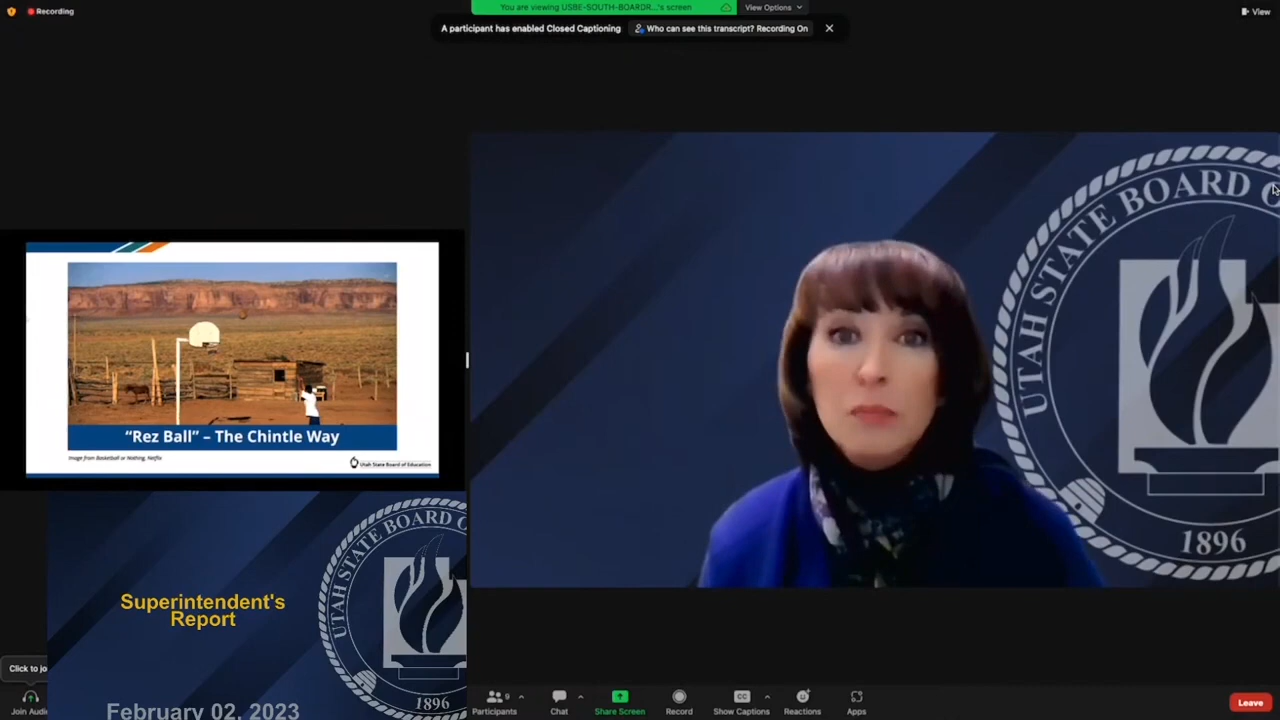 Recording
You are viewing USBE-SOUTH-BOARDR...'s screen
View Options
View
A participant has enabled Closed Captioning
Who can see this transcript? Recording On
"Rez Ball" – The Chintle Way
Image from Basketball or Nothing, Netflix
Utah State Board of Education
UTAH STATE BOARD O
1896
Superintendent's
Report
February 02, 2023
UTAH STATE BOARD O
1896
Click to jo
Join Audi
Participants
9
Chat
Share Screen
Record
CC
Show Captions
Reactions
Apps
Leave